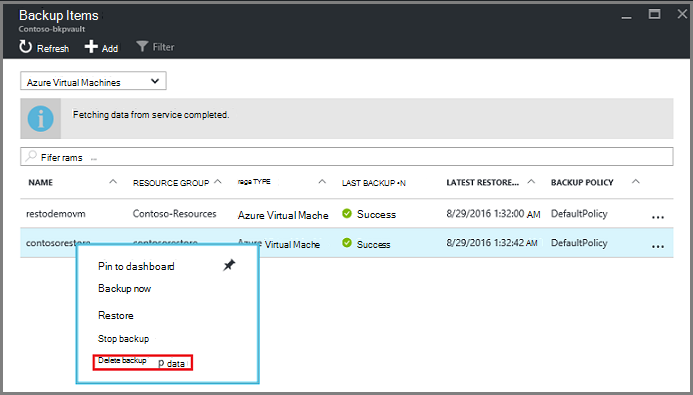 Backup Items
Contoso-bkpvault
Refresh Add Filter
Azure Virtual Machines
Fetching data from service completed.
Fifer rams ...
NAME RESOURCE GROUP rage TYPE LAST BACKUP •N LATEST RESTORE... BACKUP POLICY
restodemovm Contoso-Resources Azure Virtual Mache Success 8/29/2016 1:32:00 AM DefaultPolicy ...
contosorestore contosorestore Azure Virtual Mache Success 8/29/2016 1:32:42 AM DefaultPolicy ...
Pin to dashboard
Backup now
Restore
Stop backup
Delete backup p data